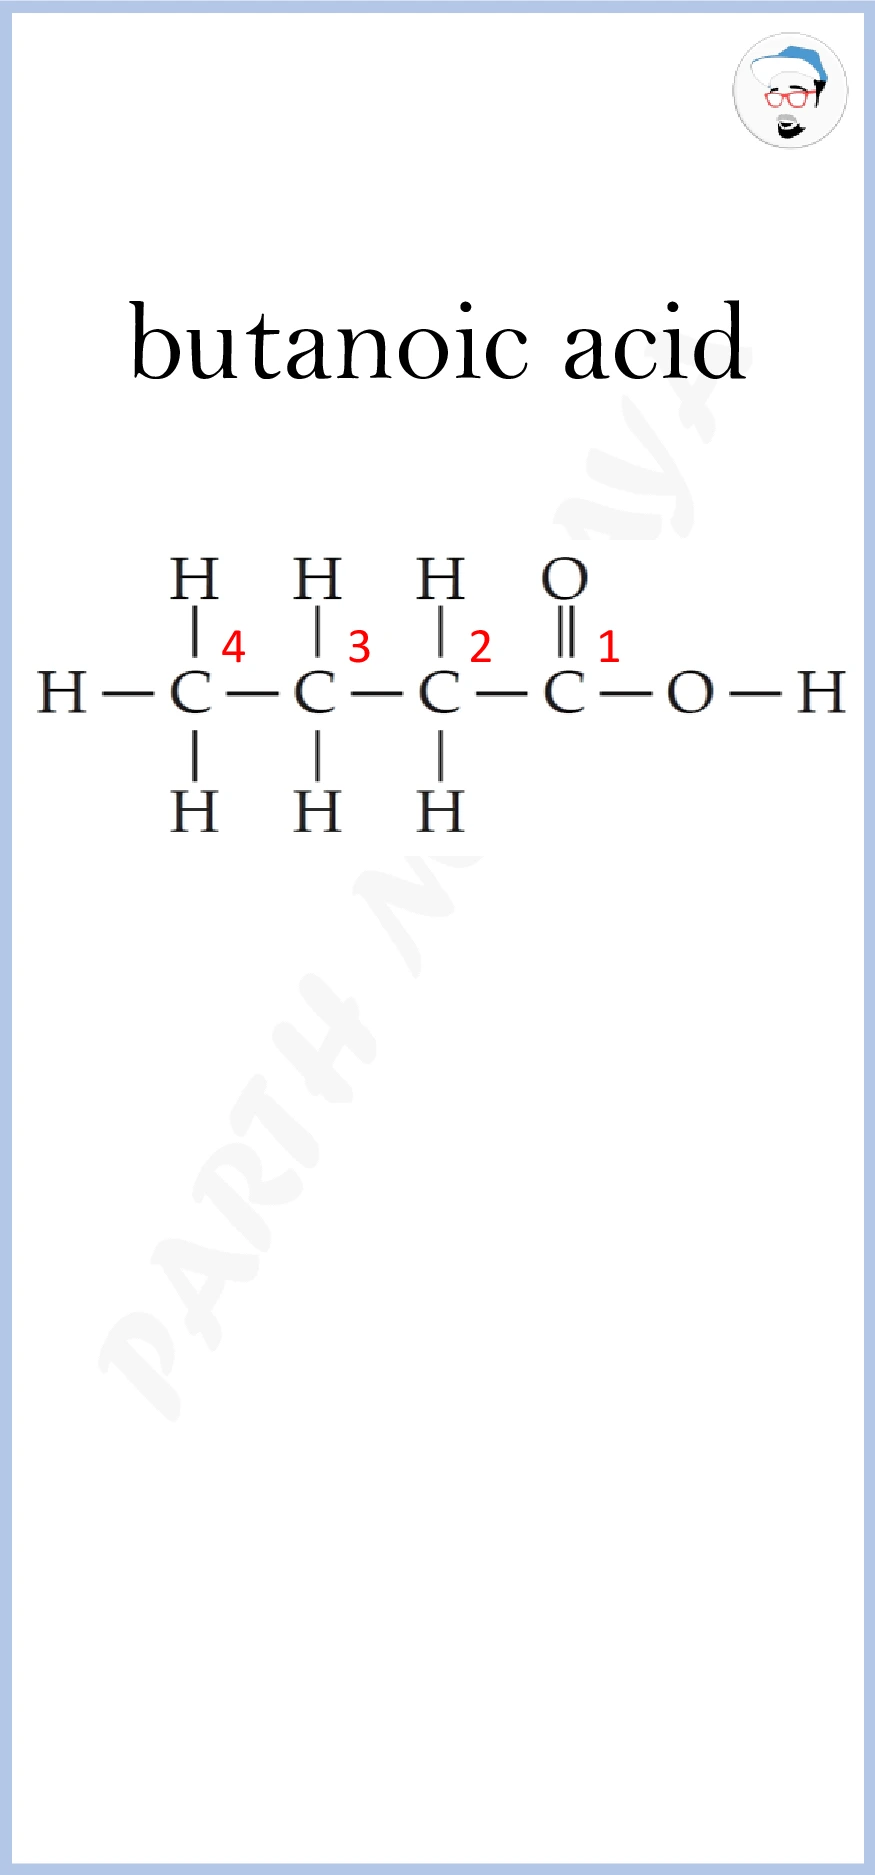 butanoic acid
H H H O
4 3 2 1
H — C — C — C — C — O — H
H H H